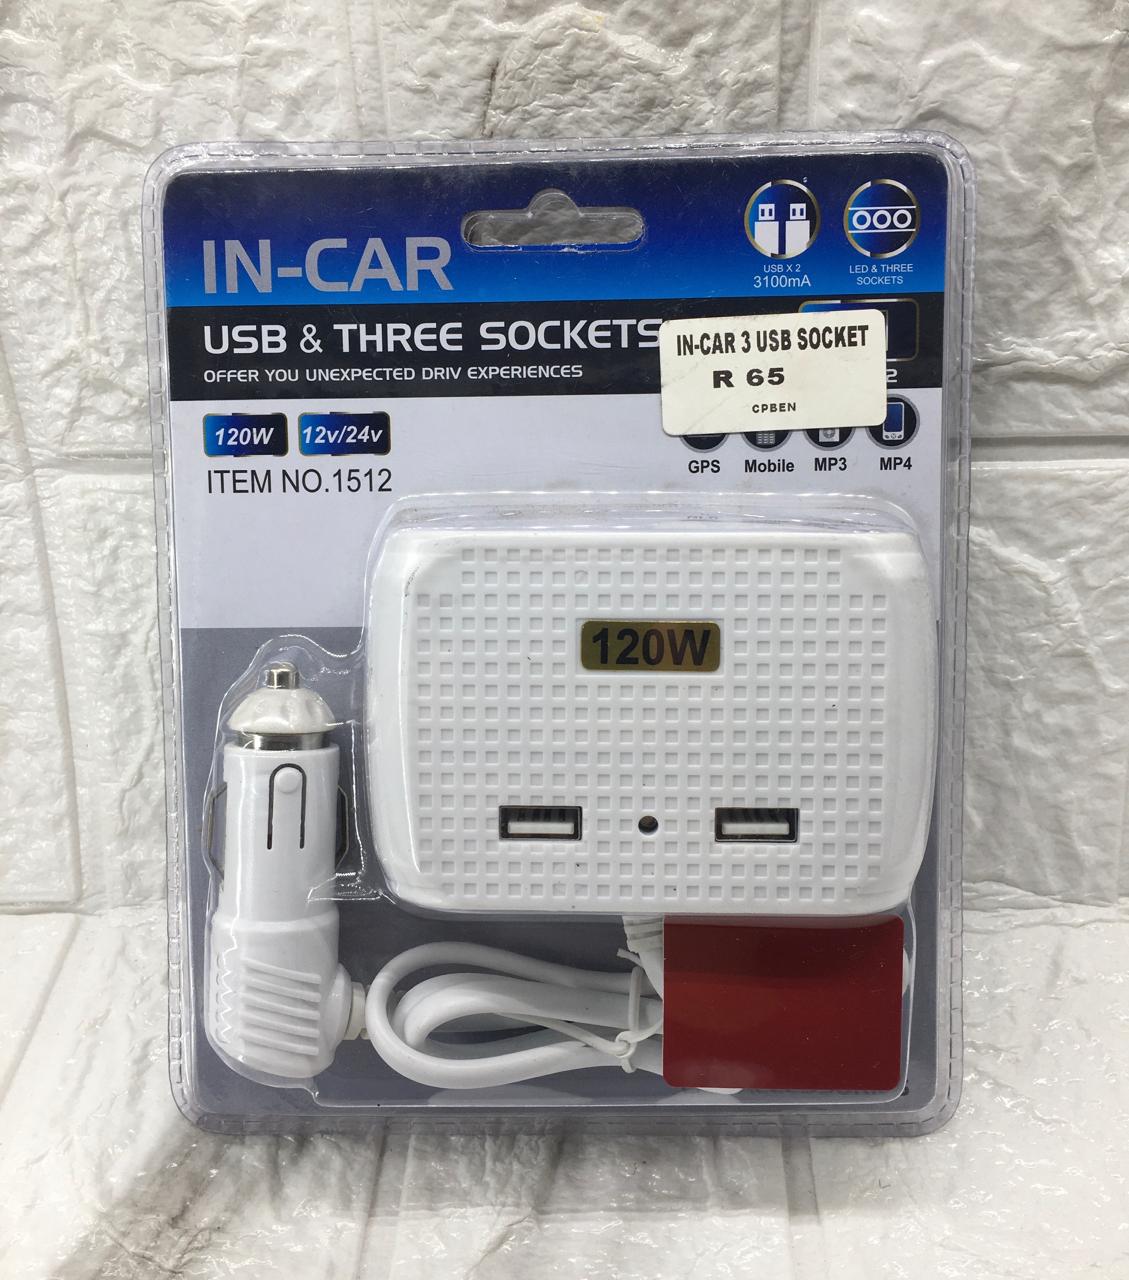 IN-CAR
USB X 2
3100mA
LED & THREE
SOCKETS
USB & THREE SOCKETS
OFFER YOU UNEXPECTED DRIV EXPERIENCES
IN-CAR 3 USB SOCKET
R 65
CPBEN
2
120W
12v/24v
ITEM NO.1512
GPS
Mobile
MP3
MP4
120W